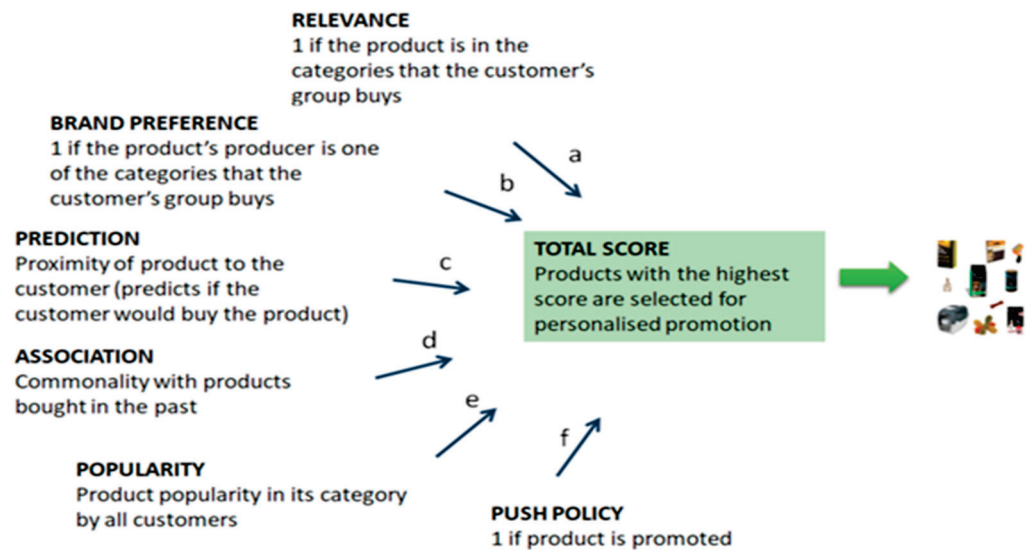 RELEVANCE
1 if the product is in the
categories that the customer's
group buys
a
BRAND PREFERENCE
1 if the product's producer is one
of the categories that the
customer's group buys
b
PREDICTION
Proximity of product to the
customer (predicts if the
customer would buy the product)
c
ASSOCIATION
Commonality with products
bought in the past
d
POPULARITY
Product popularity in its category
by all customers
e
PUSH POLICY
1 if product is promoted
f
TOTAL SCORE
Products with the highest
score are selected for
personalised promotion